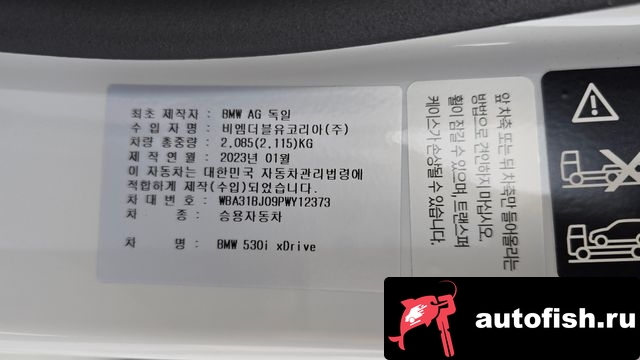 최초 제작자: BMW AG 독일
수 입 자 명 : 비엠더블유코리아(주)
차량 총중량: 2.085(2.115)KG
제 작 연 월: 2023년 01월
이 자동차는 대한민국 자동차관리법령에
적합하게 제작(수입)되었습니다.
차 대 번 호: WBA31BJ09PWY12373
차 종 : 승용자동차
차 명 : BMW 530i xDrive
앞 차축 또는 뒤 차축만 들어올리는
방법으로 견인하지 마십시오.
휠이 잠길 수 있으며, 트랜스퍼
케이스가 손상될 수 있습니다.
autofish.ru